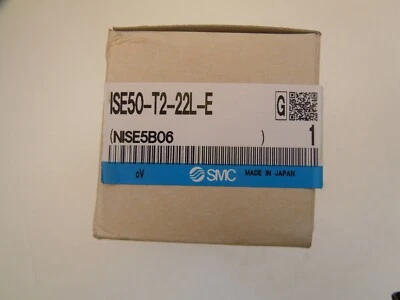 ISE50-T2-22L-E G
(NISE5B06 ) 1
oV SMC MADE IN JAPAN